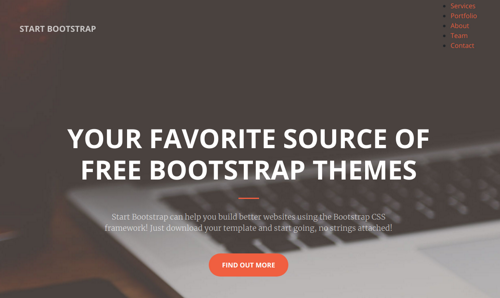 START BOOTSTRAP
Services
Portfolio
About
Team
Contact
YOUR FAVORITE SOURCE OF
FREE BOOTSTRAP THEMES
Start Bootstrap can help you build better websites using the Bootstrap CSS
framework! Just download your template and start going, no strings attached!
FIND OUT MORE